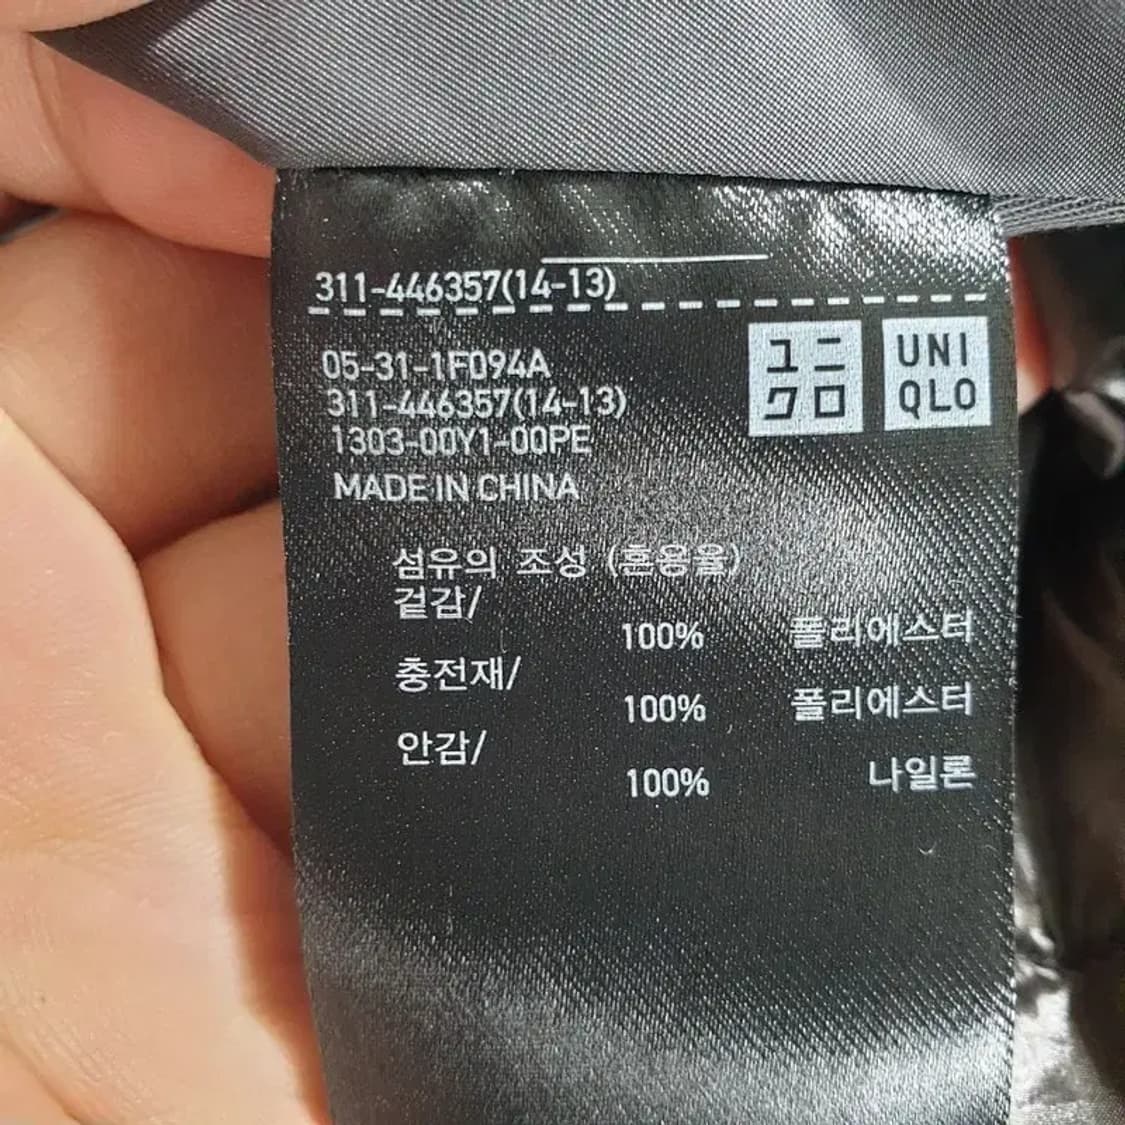 311-446357(14-13)
ユニ
クロ
UNI
QLO
05-31-1F094A
311-446357(14-13)
1303-00Y1-00PE
MADE IN CHINA
섬유의 조성 (혼용율)
겉감/
100% 폴리에스터
충전재/
100% 폴리에스터
안감/
100% 나일론